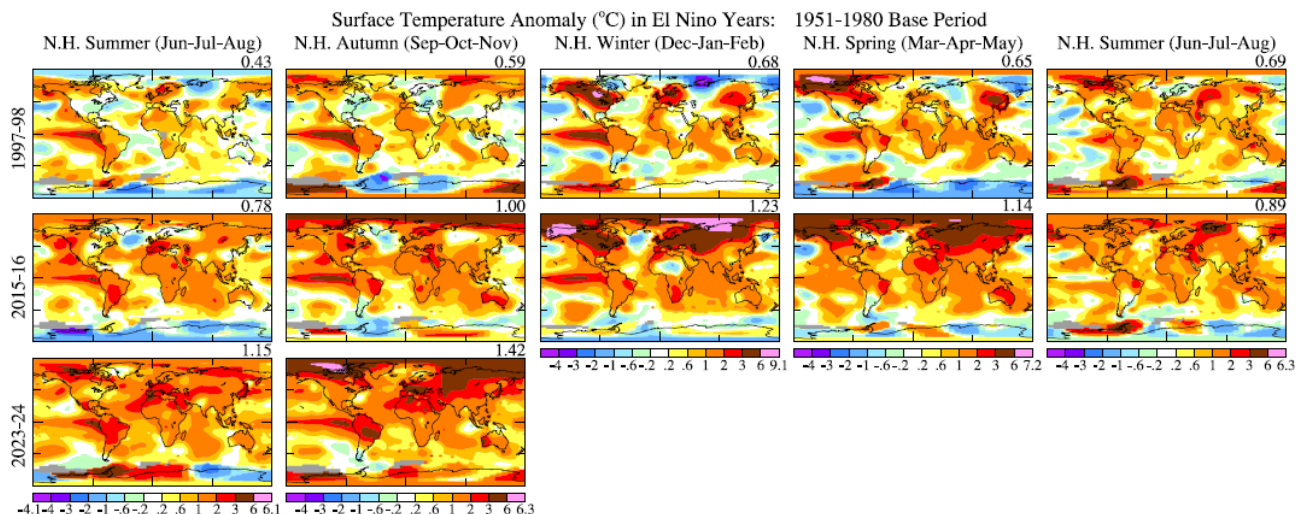 Surface Temperature Anomaly (°C) in El Nino Years: 1951-1980 Base Period
N.H. Summer (Jun-Jul-Aug) N.H. Autumn (Sep-Oct-Nov) N.H. Winter (Dec-Jan-Feb) N.H. Spring (Mar-Apr-May) N.H. Summer (Jun-Jul-Aug)
0.43 0.59 0.68 0.65 0.69
1997-98
0.78 1.00 1.23 1.14 0.89
2015-16
-4 -3 -2 -1 -.6 -.2 .2 .6 1 2 3 6 9.1
-4 -3 -2 -1 -.6 -.2 .2 .6 1 2 3 6 7.2
-4 -3 -2 -1 -.6 -.2 .2 .6 1 2 3 6 6.3
1.15 1.42
2023-24
-4.1 -4 -3 -2 -1 -.6 -.2 .2 .6 1 2 3 6 6.1
-4 -3 -2 -1 -.6 -.2 .2 .6 1 2 3 6 6.3